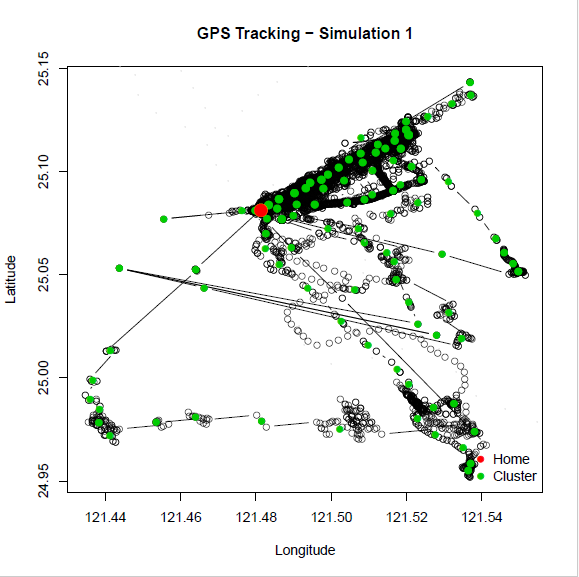 GPS Tracking − Simulation 1
25.15
25.10
25.05
25.00
24.95
Latitude
Home
Cluster
121.44 121.46 121.48 121.50 121.52 121.54
Longitude